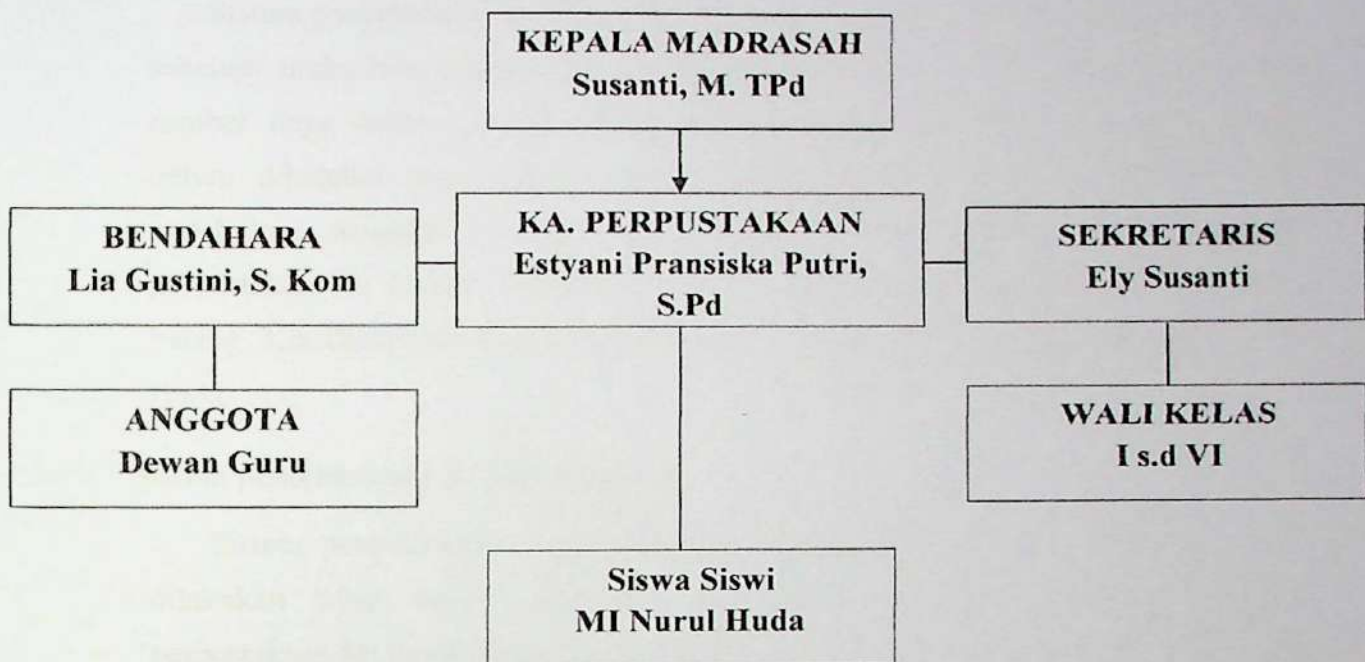 KEPALA MADRASAH
Susanti, M. TPd
BENDAHARA
Lia Gustini, S. Kom
KA. PERPUSTAKAAN
Estyani Pransiska Putri,
S.Pd
SEKRETARIS
Ely Susanti
ANGGOTA
Dewan Guru
WALI KELAS
I s.d VI
Siswa Siswi
MI Nurul Huda